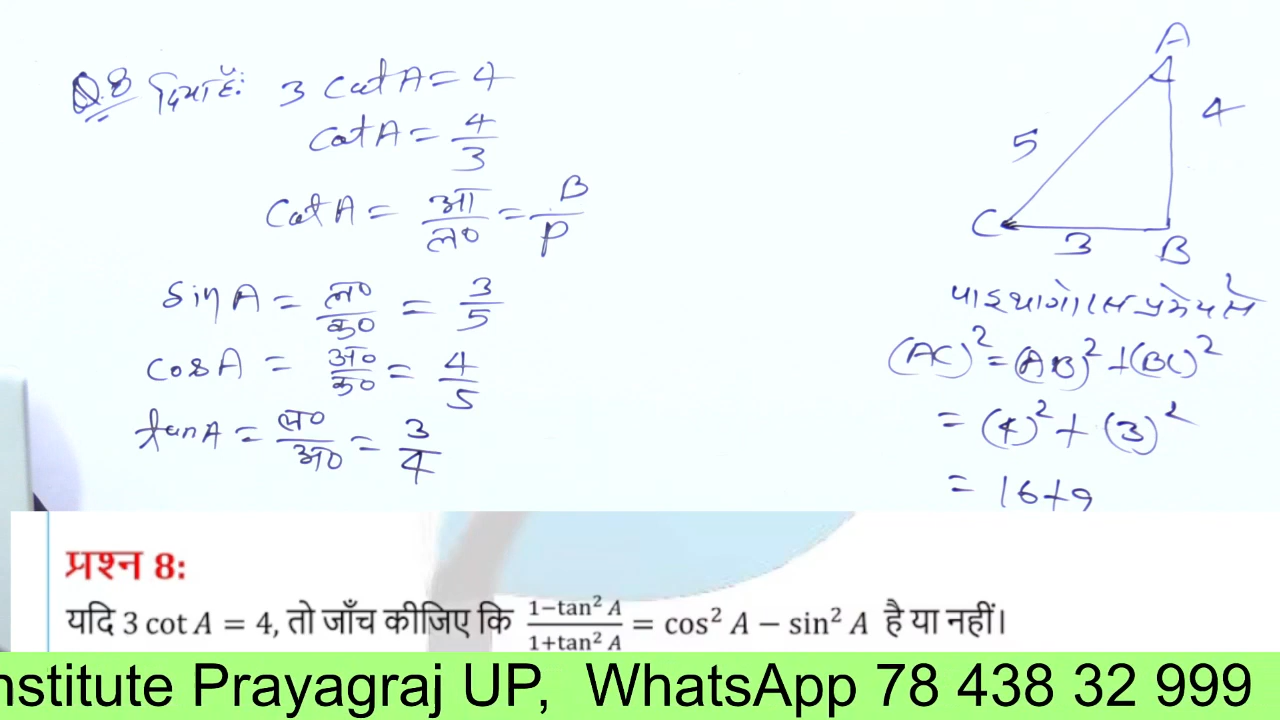 Q.8 दिया है: 3 cot A = 4
cot A = 4/3
cot A = आ/ल० = B/P
sin A = ल०/क० = 3/5
cos A = आ०/क० = 4/5
tan A = ल०/आ० = 3/4
A
4
5
C
3
B
पाइथागोरस प्रमेय से
(AC)² = (AB)² + (BC)²
= (4)² + (3)²
= 16+9
प्रश्न 8:
यदि 3 cot A = 4, तो जाँच कीजिए कि (1−tan² A)/(1+tan² A) = cos² A − sin² A है या नहीं।
nstitute Prayagraj UP, WhatsApp 78 438 32 999